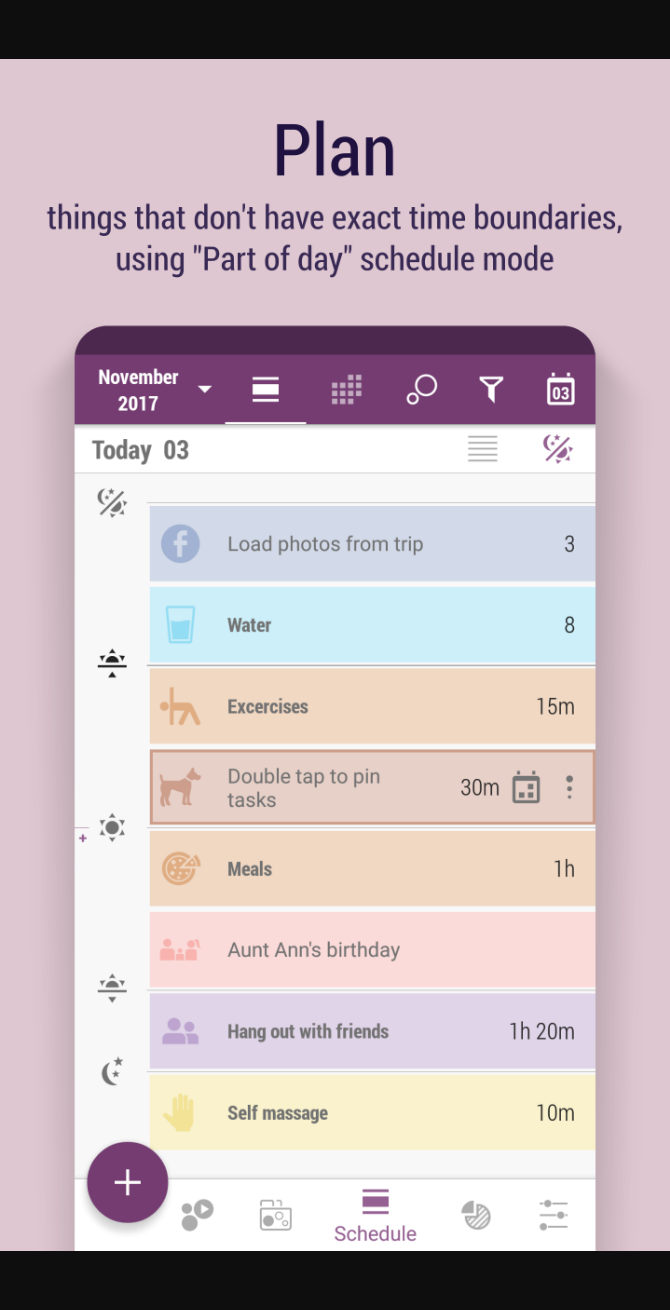 Plan
things that don't have exact time boundaries,
using "Part of day" schedule mode
November
2017
03
Today 03
Load photos from trip 3
Water 8
Excercises 15m
Double tap to pin
tasks
30m
Meals 1h
Aunt Ann's birthday
Hang out with friends 1h 20m
Self massage 10m
Schedule